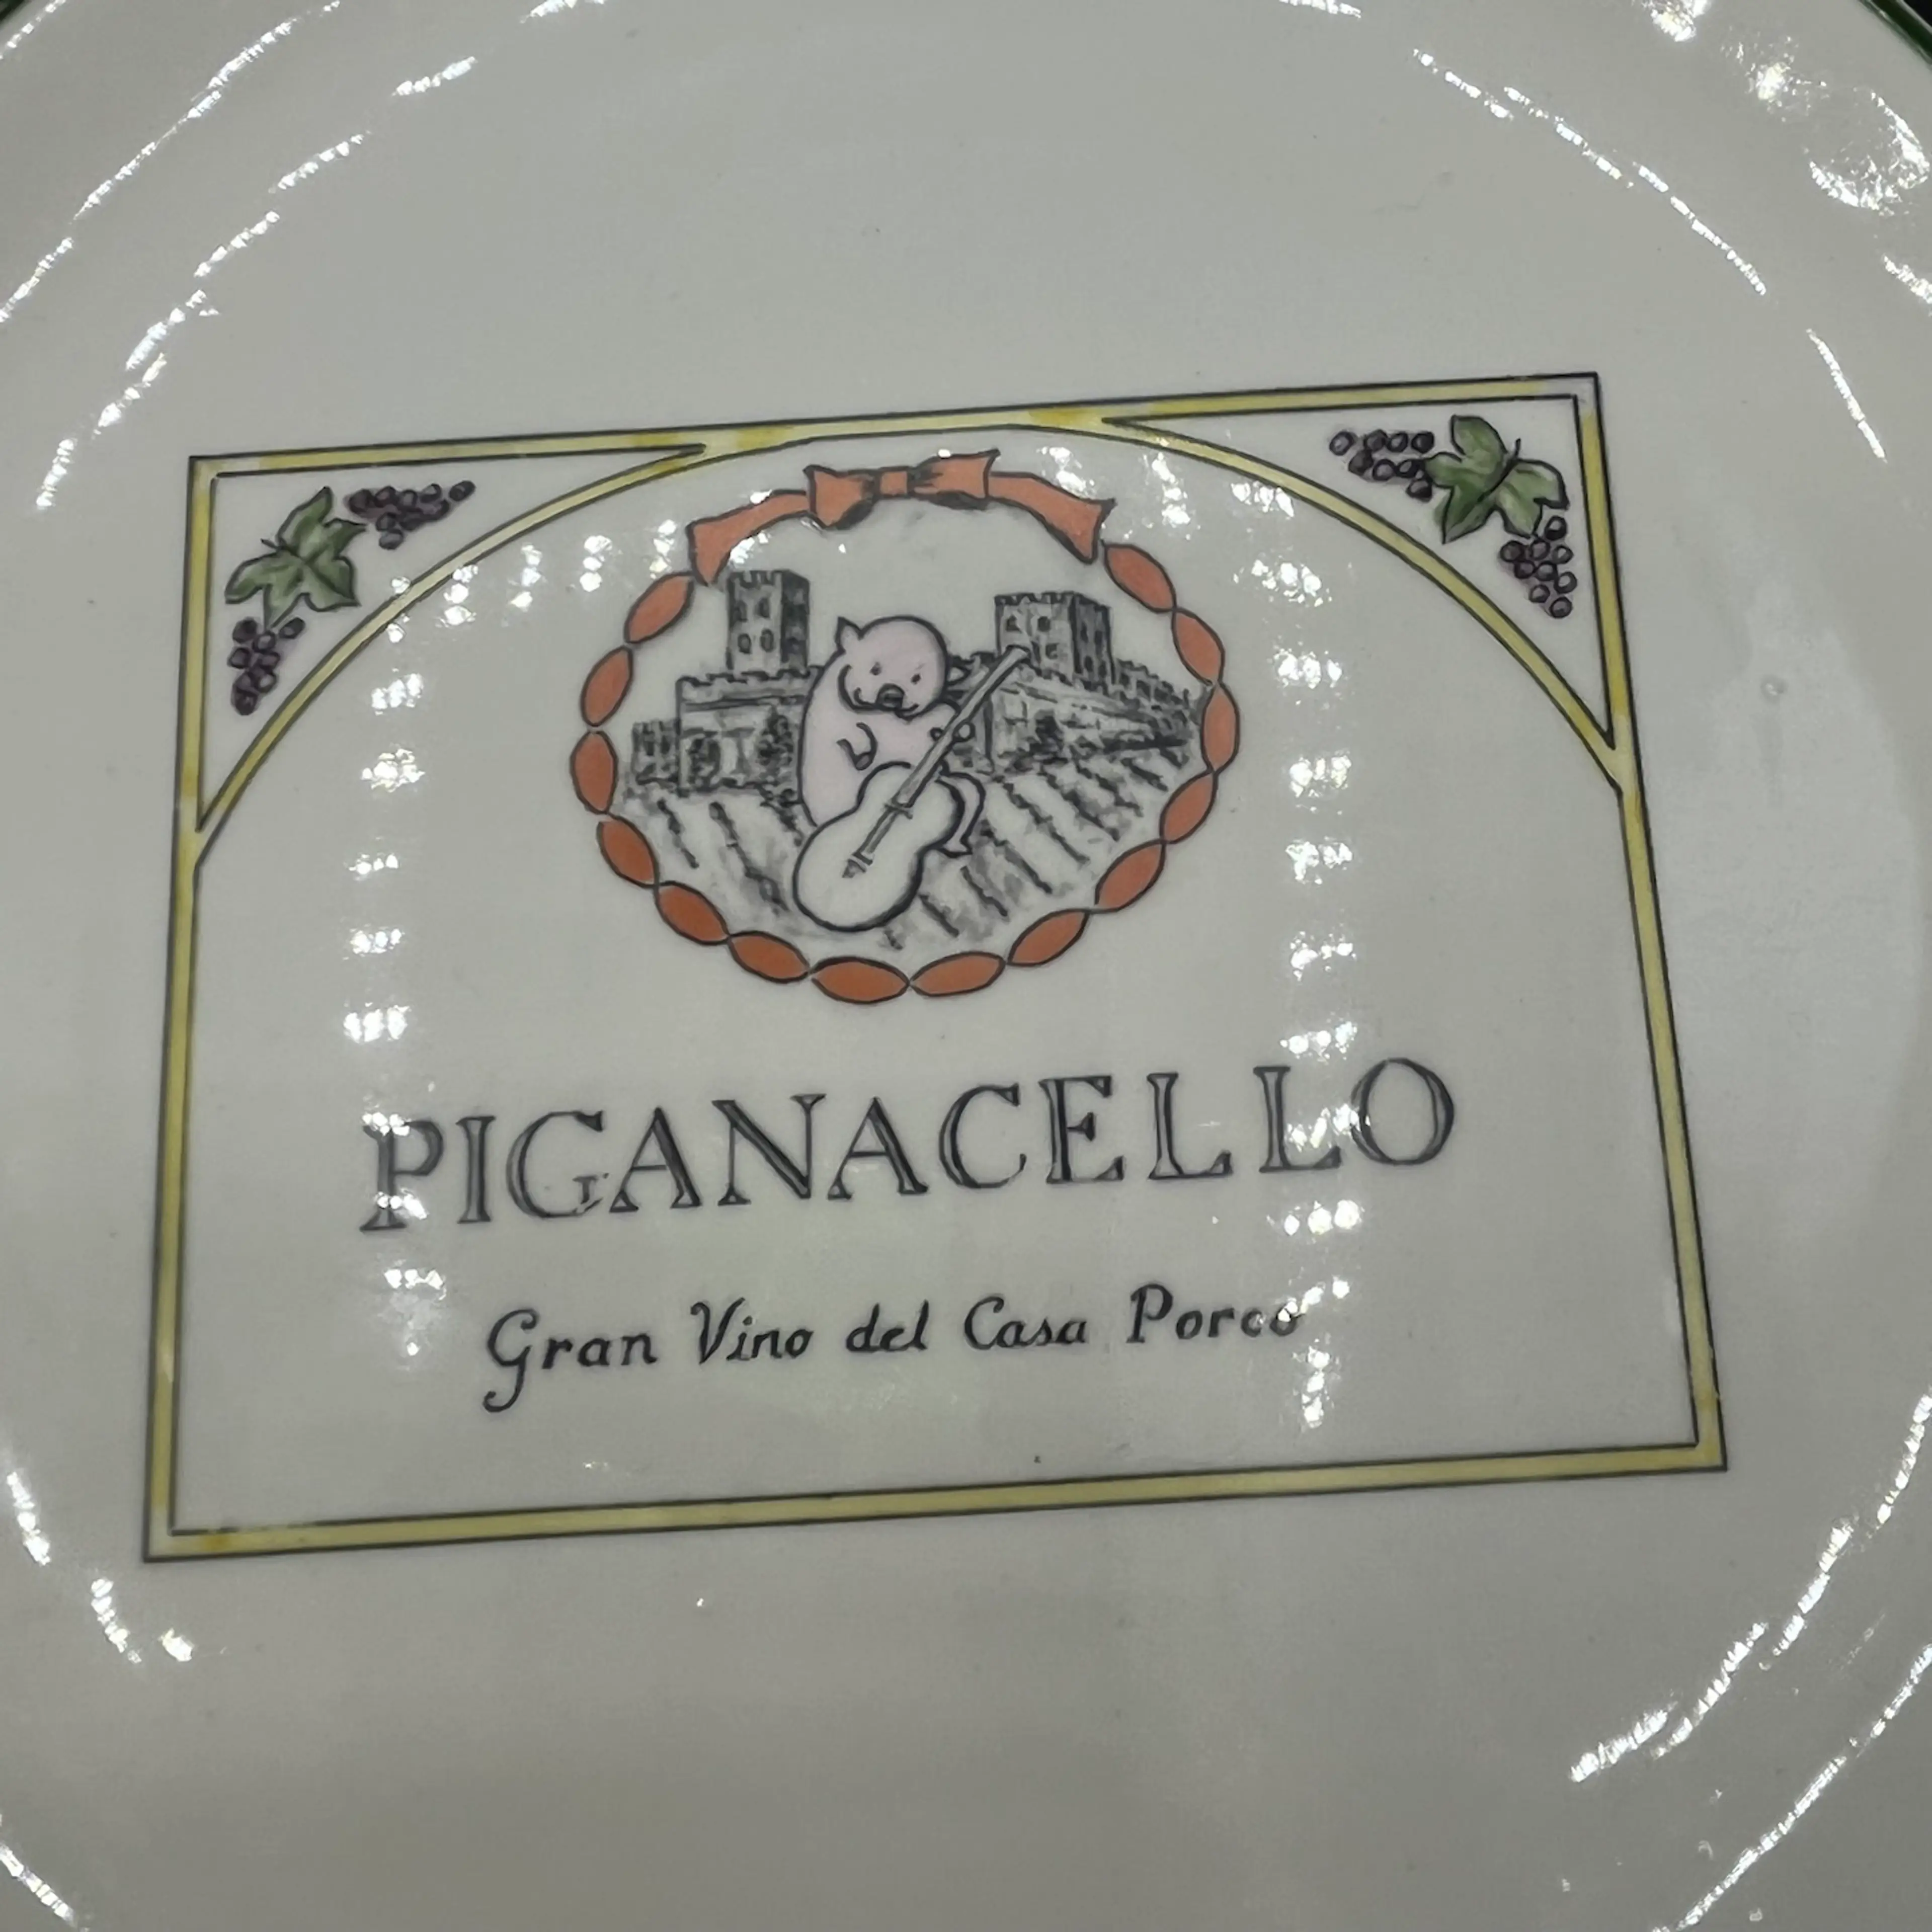 PIGANACELLO
Gran Vino del Casa Porco